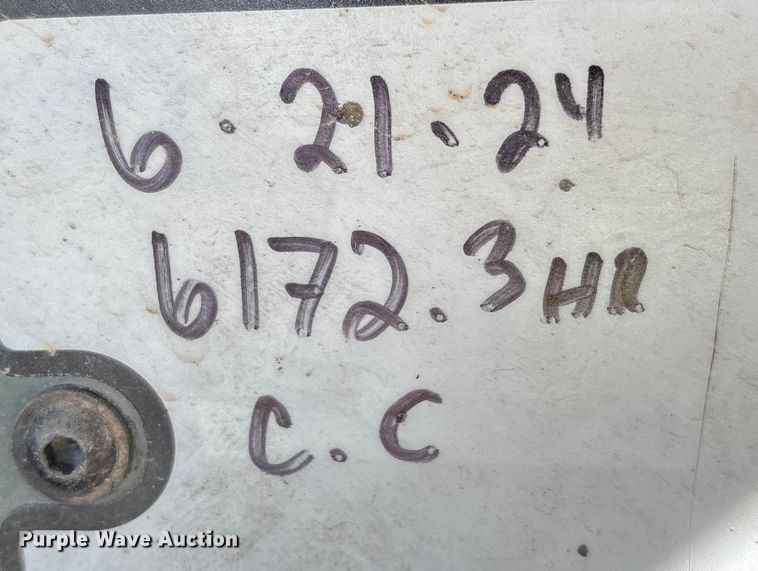 6.21.24
6172.3HR
C.C
Purple Wave Auction